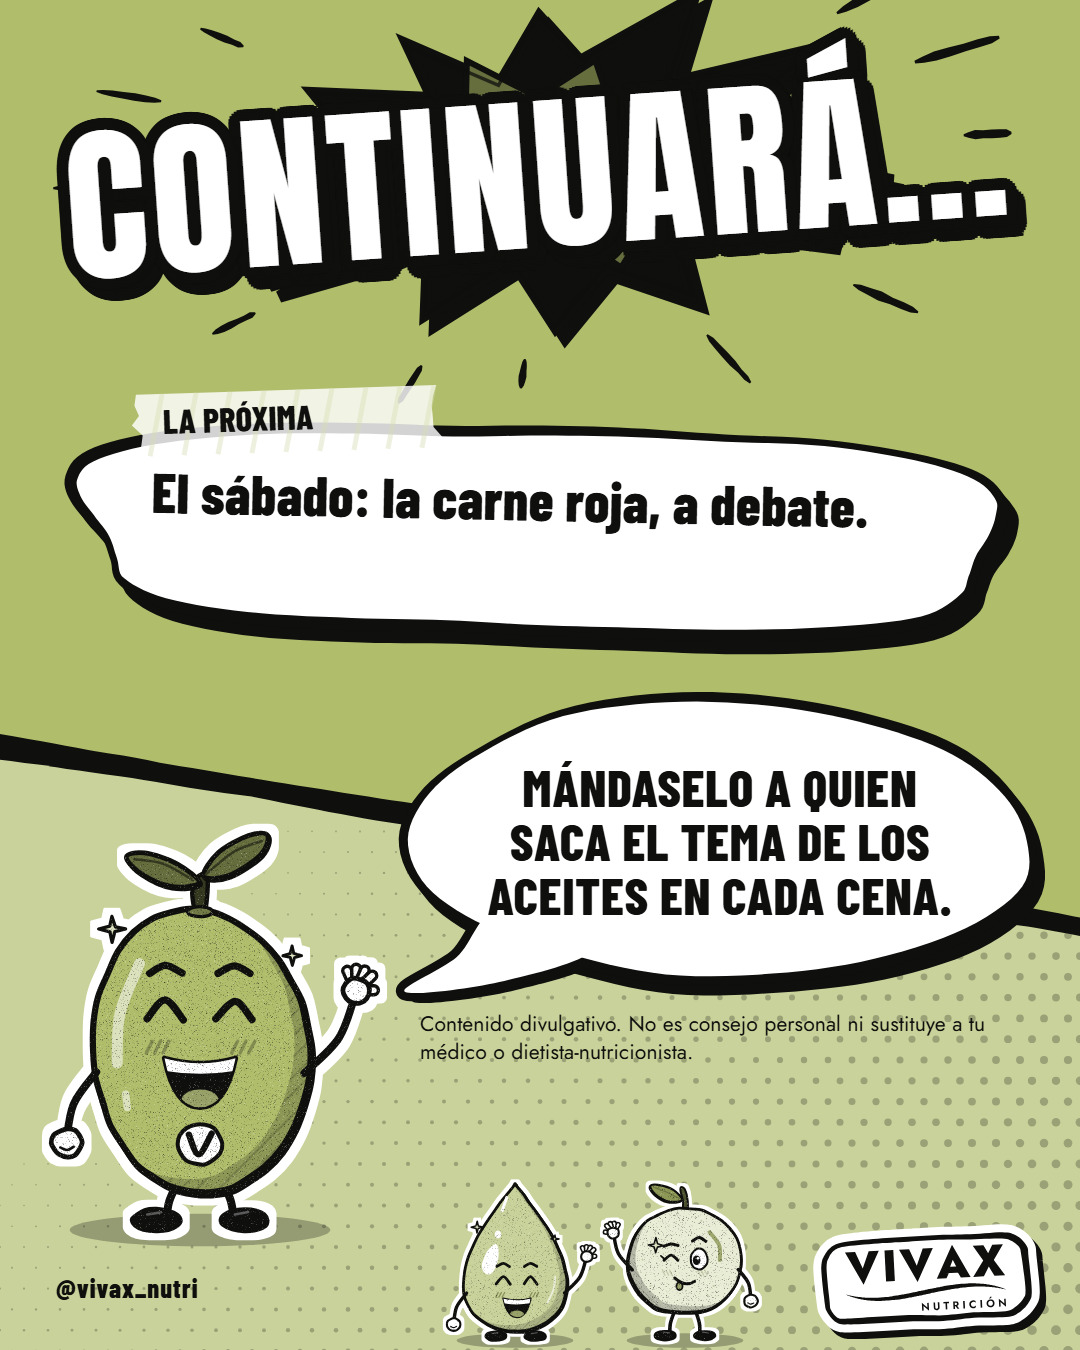 CONTINUARÁ...
LA PRÓXIMA
El sábado: la carne roja, a debate.
MÁNDASELO A QUIEN
SACA EL TEMA DE LOS
ACEITES EN CADA CENA.
Contenido divulgativo. No es consejo personal ni sustituye a tu
médico o dietista-nutricionista.
V
@vivax_nutri
VIVAX
NUTRICIÓN